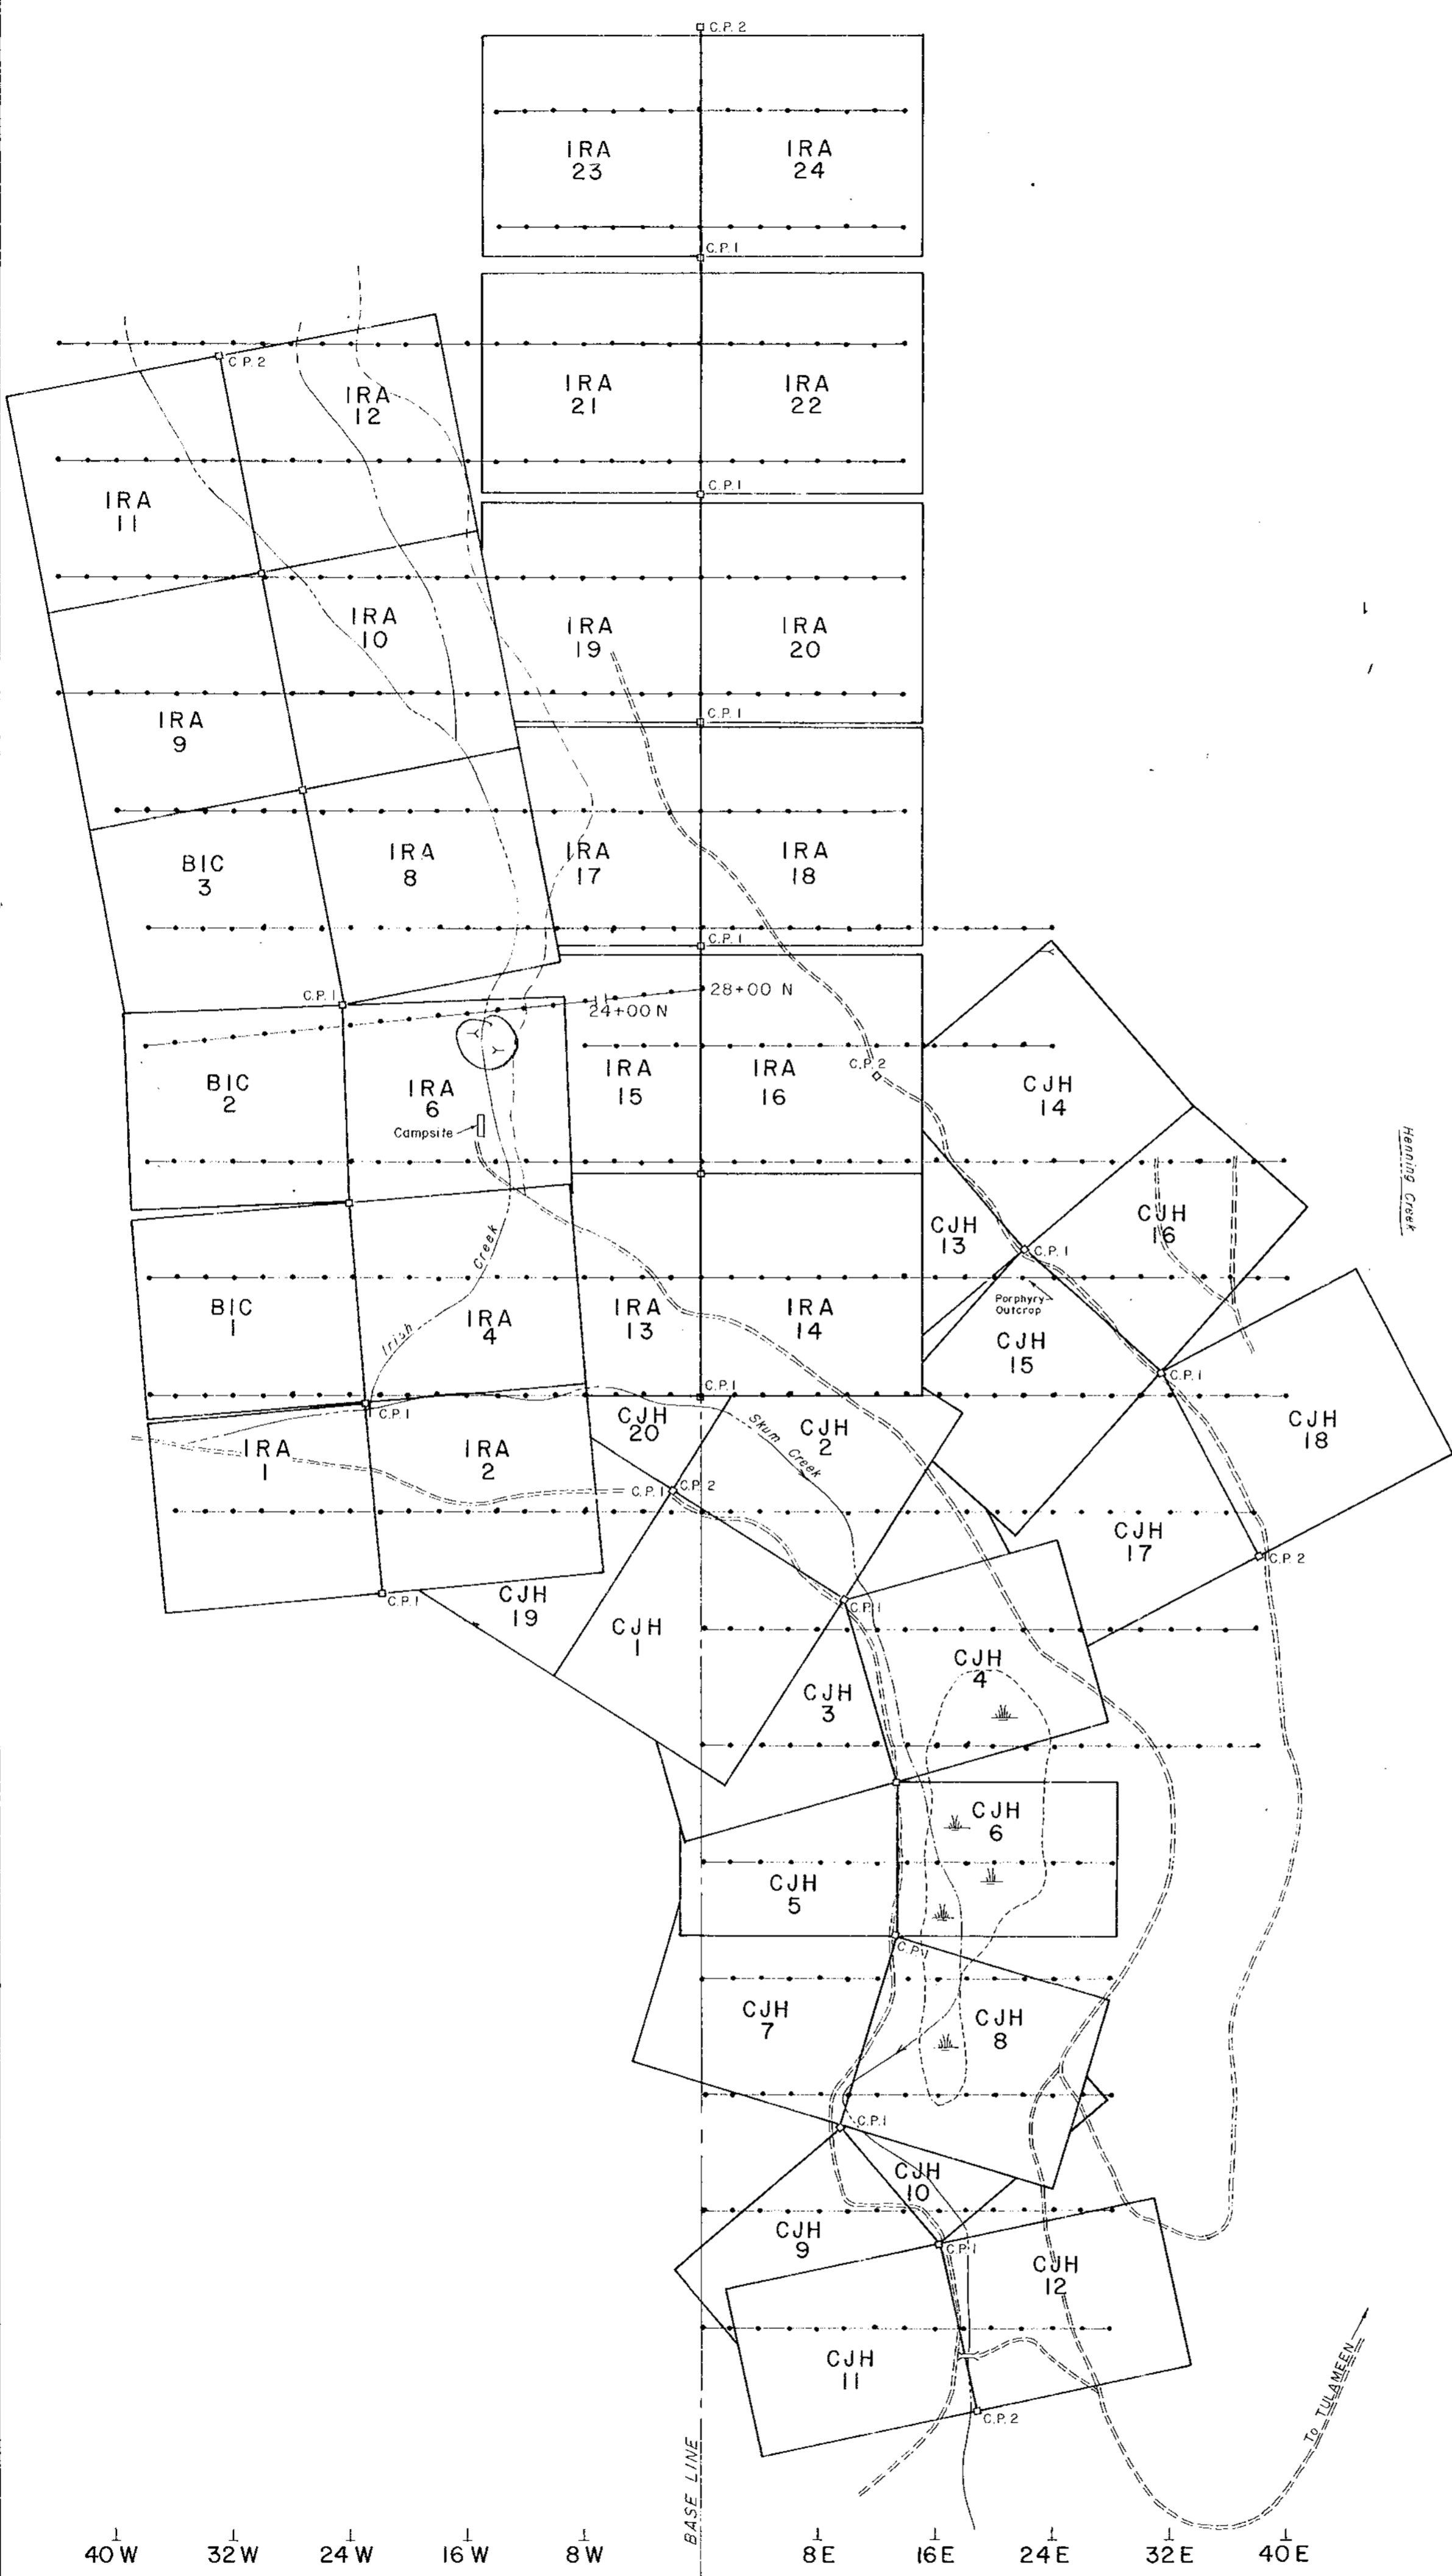 C.P. 2
IRA
23
IRA
24
C.P. 1
IRA
21
IRA
22
C.P. 2
IRA
12
C.P. 1
IRA
11
IRA
10
IRA
19
IRA
20
IRA
9
C.P. 1
BIC
3
IRA
8
IRA
17
IRA
18
C.P. 1
C.P. 1
28+00 N
24+00 N
BIC
2
IRA
6
IRA
15
IRA
16
C.P. 2
CJH
14
Campsite
Henning Creek
CJH
13
CJH
16
C.P. 1
Porphyry
Outcrop
BIC
1
Irish Creek
IRA
4
IRA
13
IRA
14
CJH
15
C.P. 1
C.P. 1
C.P. 1
CJH
20
Skum Creek
CJH
2
CJH
18
IRA
1
IRA
2
C.P. 1
C.P. 2
CJH
17
C.P. 2
C.P. 1
CJH
19
CJH
1
C.P. 1
CJH
4
CJH
3
CJH
6
CJH
5
C.P. 1
CJH
7
CJH
8
C.P. 1
CJH
10
CJH
9
C.P. 1
CJH
12
CJH
11
C.P. 2
To TULAMEEN
BASE LINE
40 W 32 W 24 W 16 W 8 W 8 E 16 E 24 E 32 E 40 E